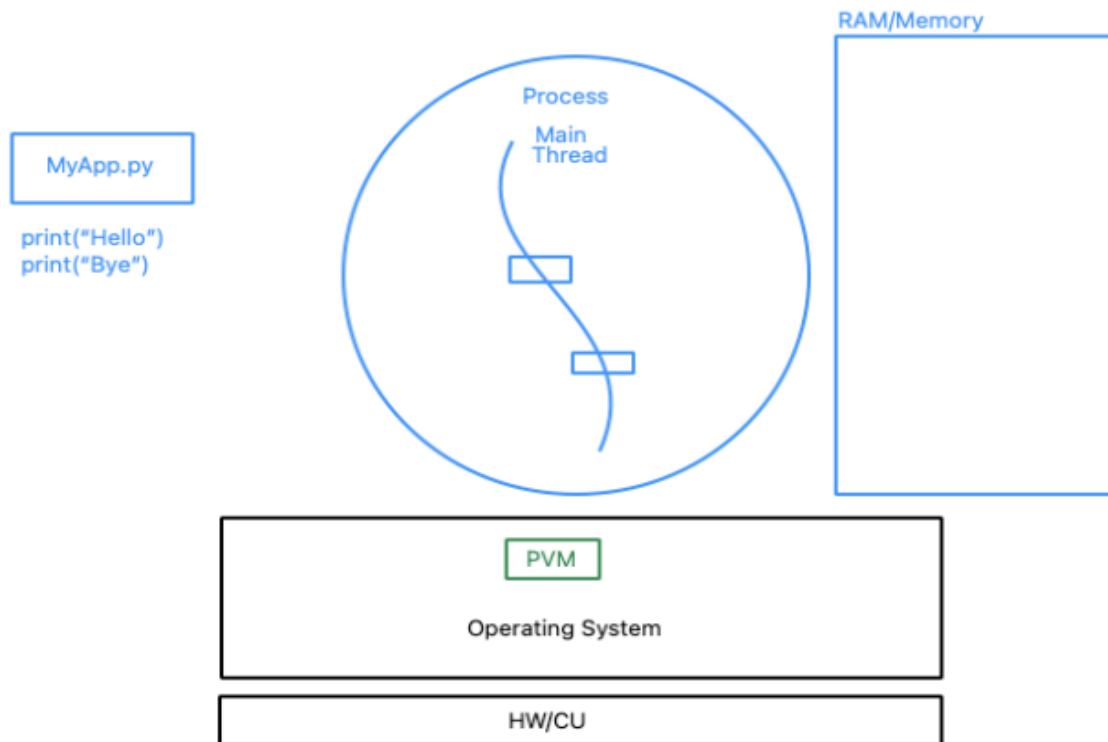 RAM/Memory
Process
Main
Thread
MyApp.py
print(“Hello”)
print(“Bye”)
PVM
Operating System
HW/CU